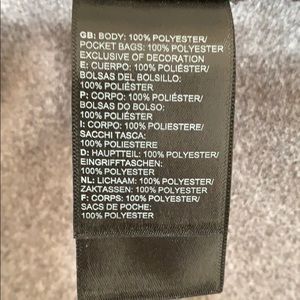 GB: BODY: 100% POLYESTER/
POCKET BAGS: 100% POLYESTER
EXCLUSIVE OF DECORATION
E: CUERPO: 100% POLIÉSTER/
BOLSAS DEL BOLSILLO:
100% POLIÉSTER
P: CORPO: 100% POLIÉSTER/
BOLSAS DO BOLSO:
100% POLIÉSTER
I: CORPO: 100% POLIESTERE/
SACCHI TASCA:
100% POLIESTERE
D: HAUPTTEIL: 100% POLYESTER/
EINGRIFFTASCHEN:
100% POLYESTER
NL: LICHAAM: 100% POLYESTER/
ZAKTASSEN: 100% POLYESTER
F: CORPS: 100% POLYESTER/
SACS DE POCHE:
100% POLYESTER